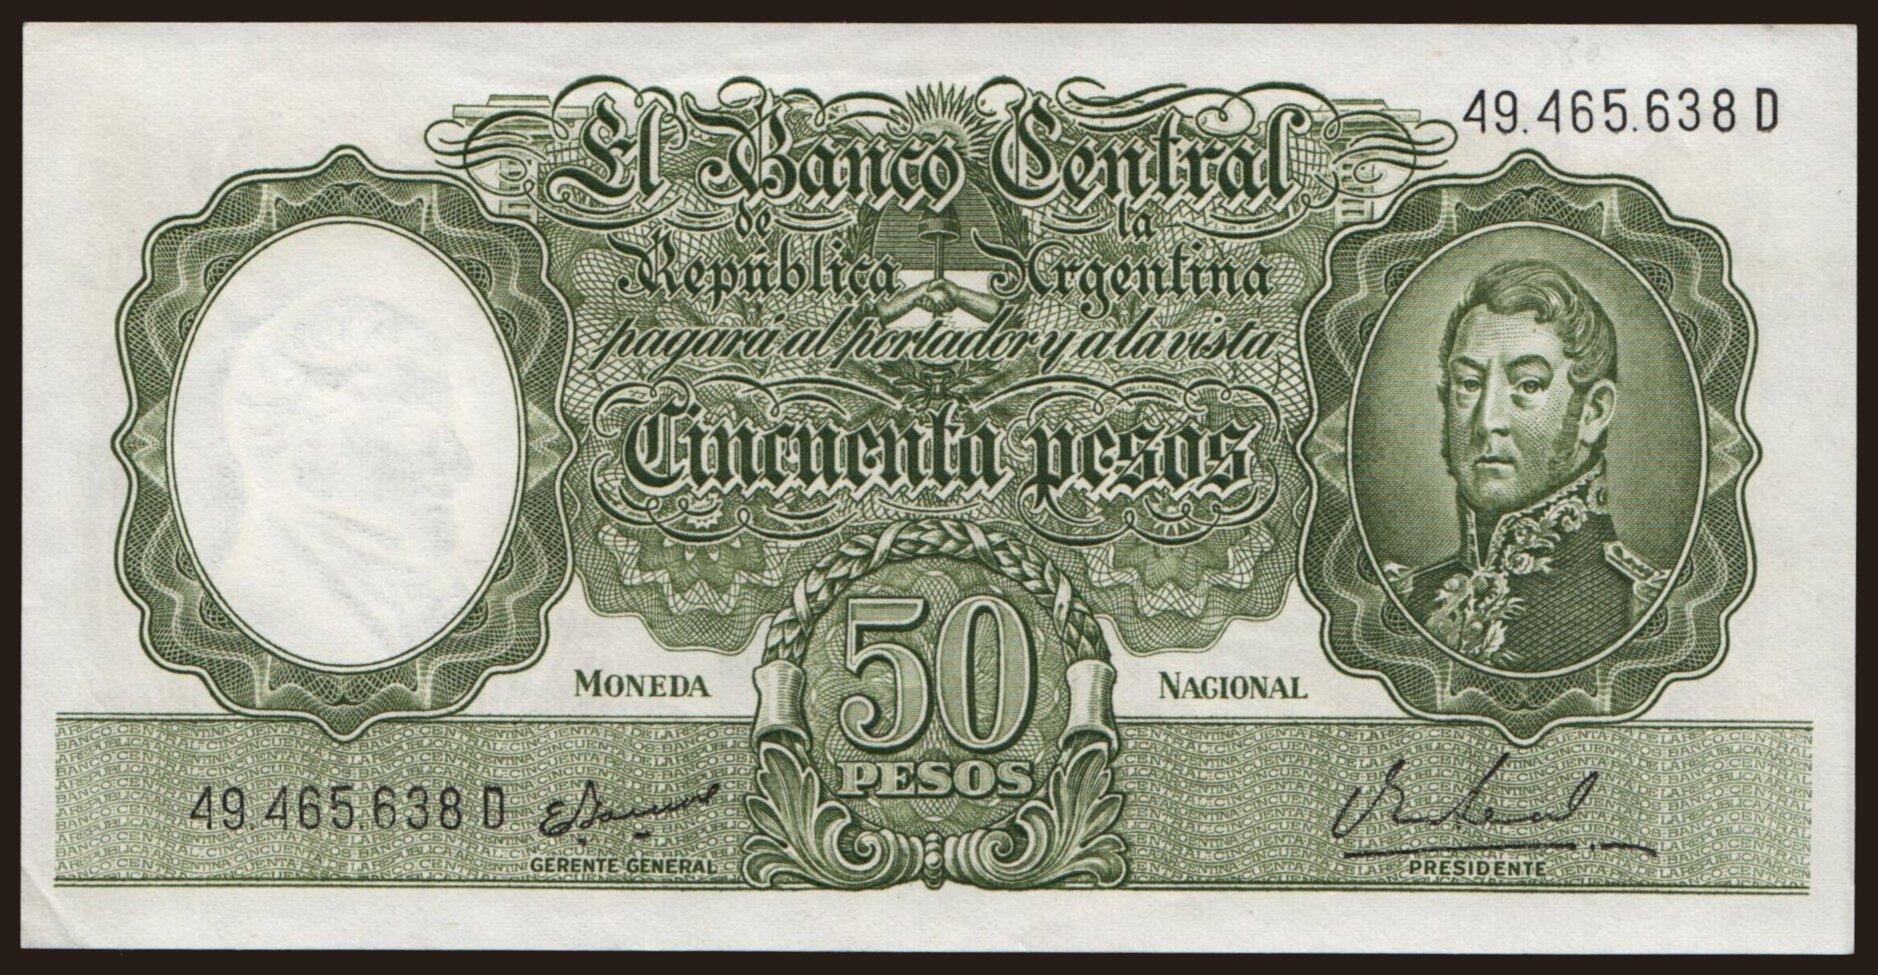 49.465.638 D
El Banco Central
de la
República Argentina
pagará al portador y a la vista
Cincuenta pesos
50
PESOS
MONEDA NACIONAL
49.465.638 D
GERENTE GENERAL
PRESIDENTE